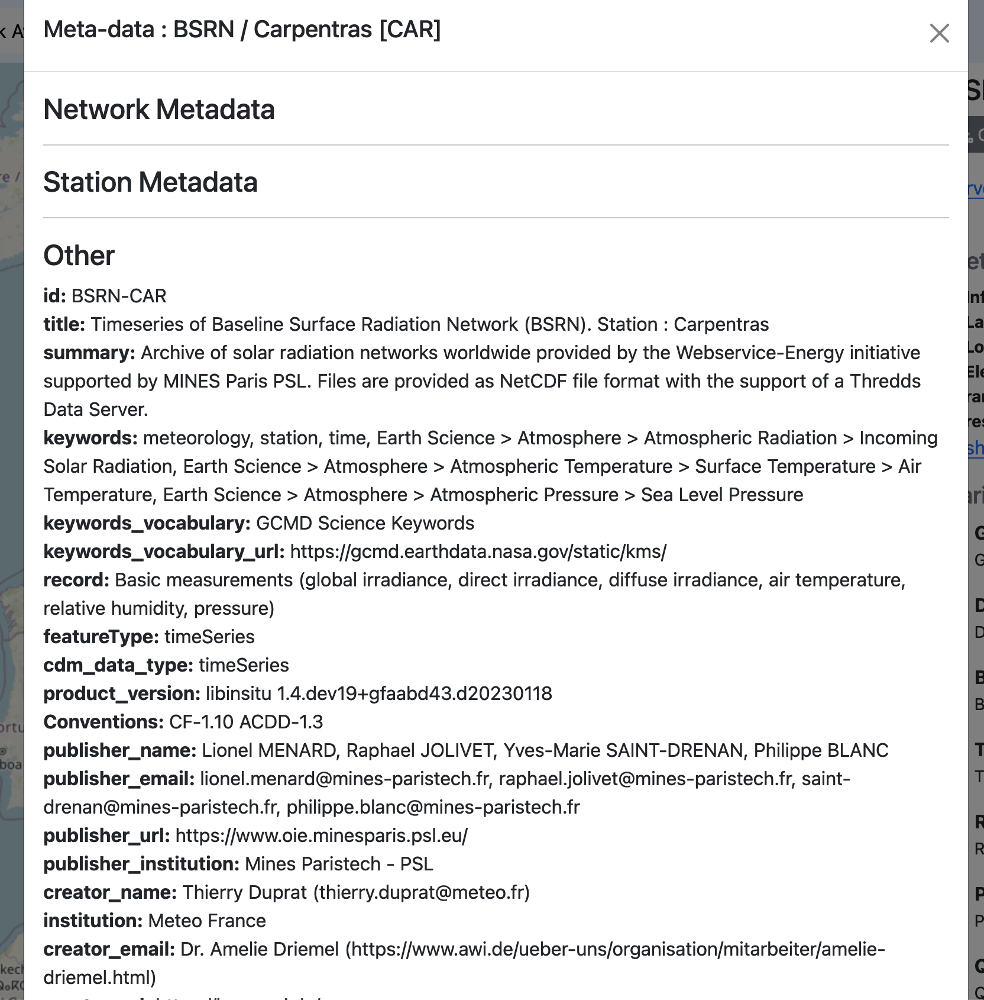 Meta-data : BSRN / Carpentras [CAR]
Network Metadata
Station Metadata
Other
id: BSRN-CAR
title: Timeseries of Baseline Surface Radiation Network (BSRN). Station : Carpentras
summary: Archive of solar radiation networks worldwide provided by the Webservice-Energy initiative
supported by MINES Paris PSL. Files are provided as NetCDF file format with the support of a Thredds
Data Server.
keywords: meteorology, station, time, Earth Science > Atmosphere > Atmospheric Radiation > Incoming
Solar Radiation, Earth Science > Atmosphere > Atmospheric Temperature > Surface Temperature > Air
Temperature, Earth Science > Atmosphere > Atmospheric Pressure > Sea Level Pressure
keywords_vocabulary: GCMD Science Keywords
keywords_vocabulary_url: https://gcmd.earthdata.nasa.gov/static/kms/
record: Basic measurements (global irradiance, direct irradiance, diffuse irradiance, air temperature,
relative humidity, pressure)
featureType: timeSeries
cdm_data_type: timeSeries
product_version: libinsitu 1.4.dev19+gfaabd43.d20230118
Conventions: CF-1.10 ACDD-1.3
publisher_name: Lionel MENARD, Raphael JOLIVET, Yves-Marie SAINT-DRENAN, Philippe BLANC
publisher_email: lionel.menard@mines-paristech.fr, raphael.jolivet@mines-paristech.fr, saint-
drenan@mines-paristech.fr, philippe.blanc@mines-paristech.fr
publisher_url: https://www.oie.minesparis.psl.eu/
publisher_institution: Mines Paristech - PSL
creator_name: Thierry Duprat (thierry.duprat@meteo.fr)
institution: Meteo France
creator_email: Dr. Amelie Driemel (https://www.awi.de/ueber-uns/organisation/mitarbeiter/amelie-
driemel.html)